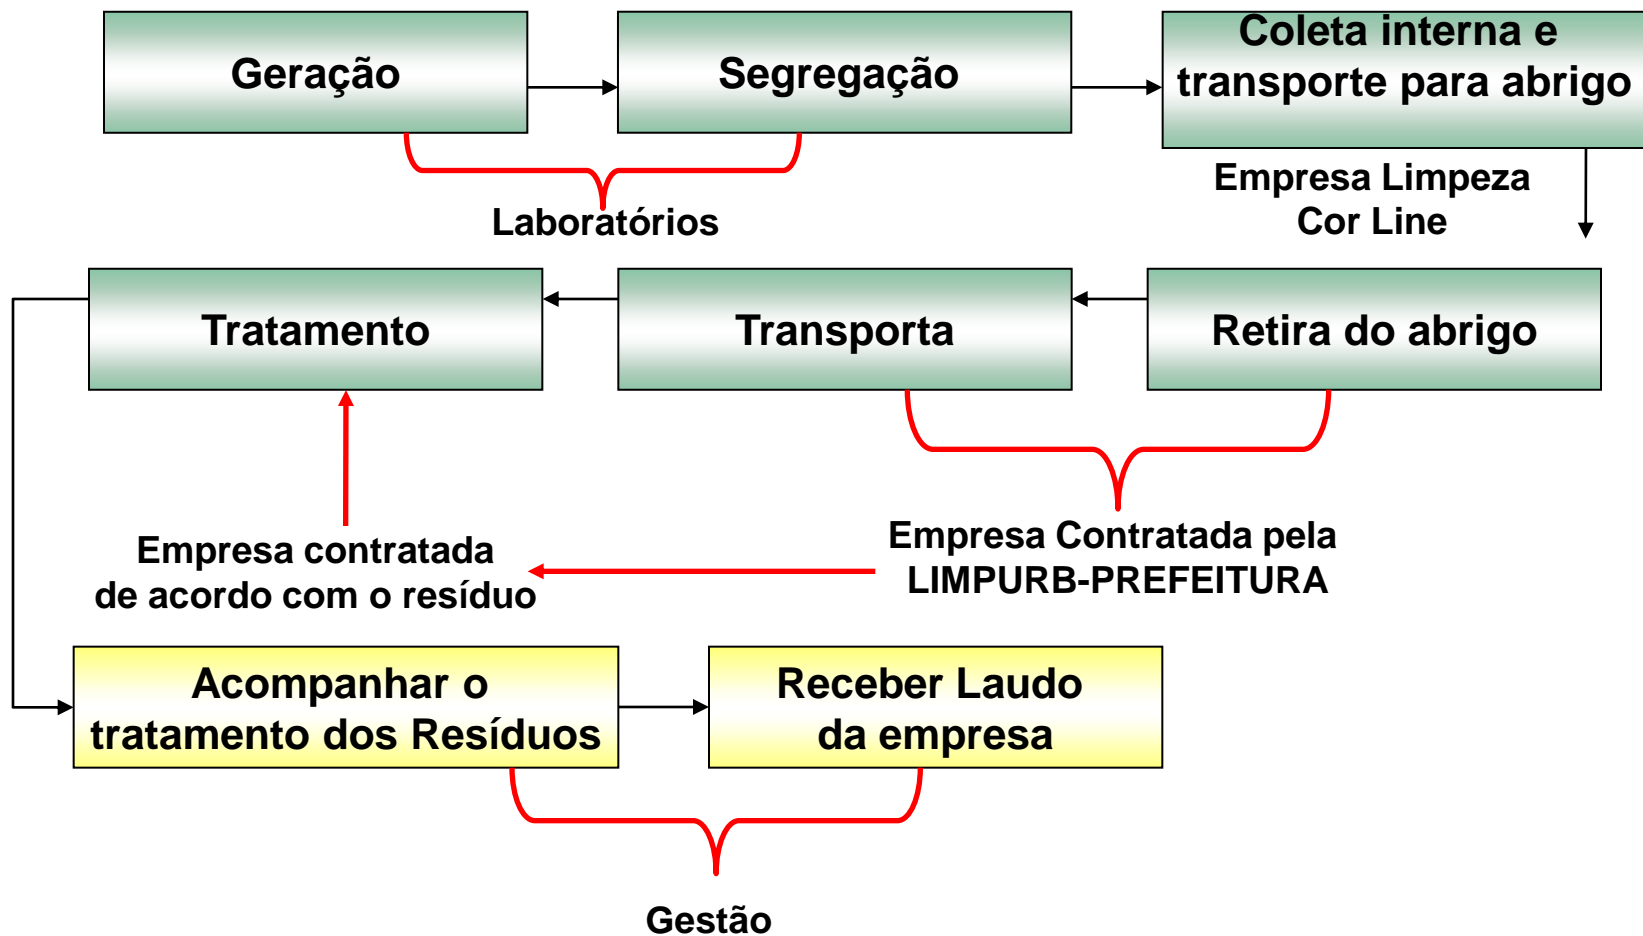 Geração
Segregação
Coleta interna e
transporte para abrigo
Laboratórios
Empresa Limpeza
Cor Line
Tratamento
Transporta
Retira do abrigo
Empresa contratada
de acordo com o resíduo
Empresa Contratada pela
LIMPURB-PREFEITURA
Acompanhar o
tratamento dos Resíduos
Receber Laudo
da empresa
Gestão